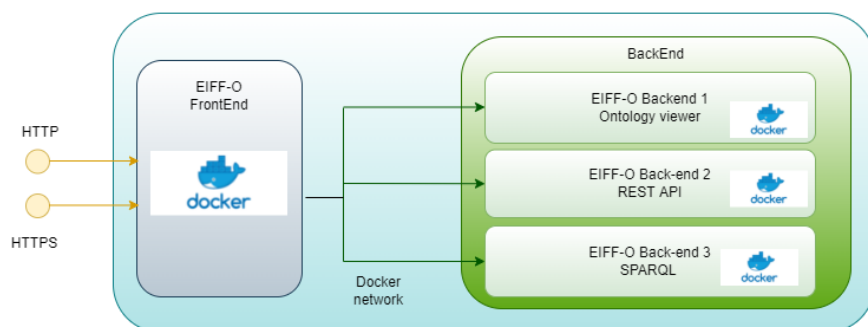 HTTP
HTTPS
EIFF-O
FrontEnd
docker
Docker
network
BackEnd
EIFF-O Backend 1
Ontology viewer
docker
EIFF-O Back-end 2
REST API
docker
EIFF-O Back-end 3
SPARQL
docker